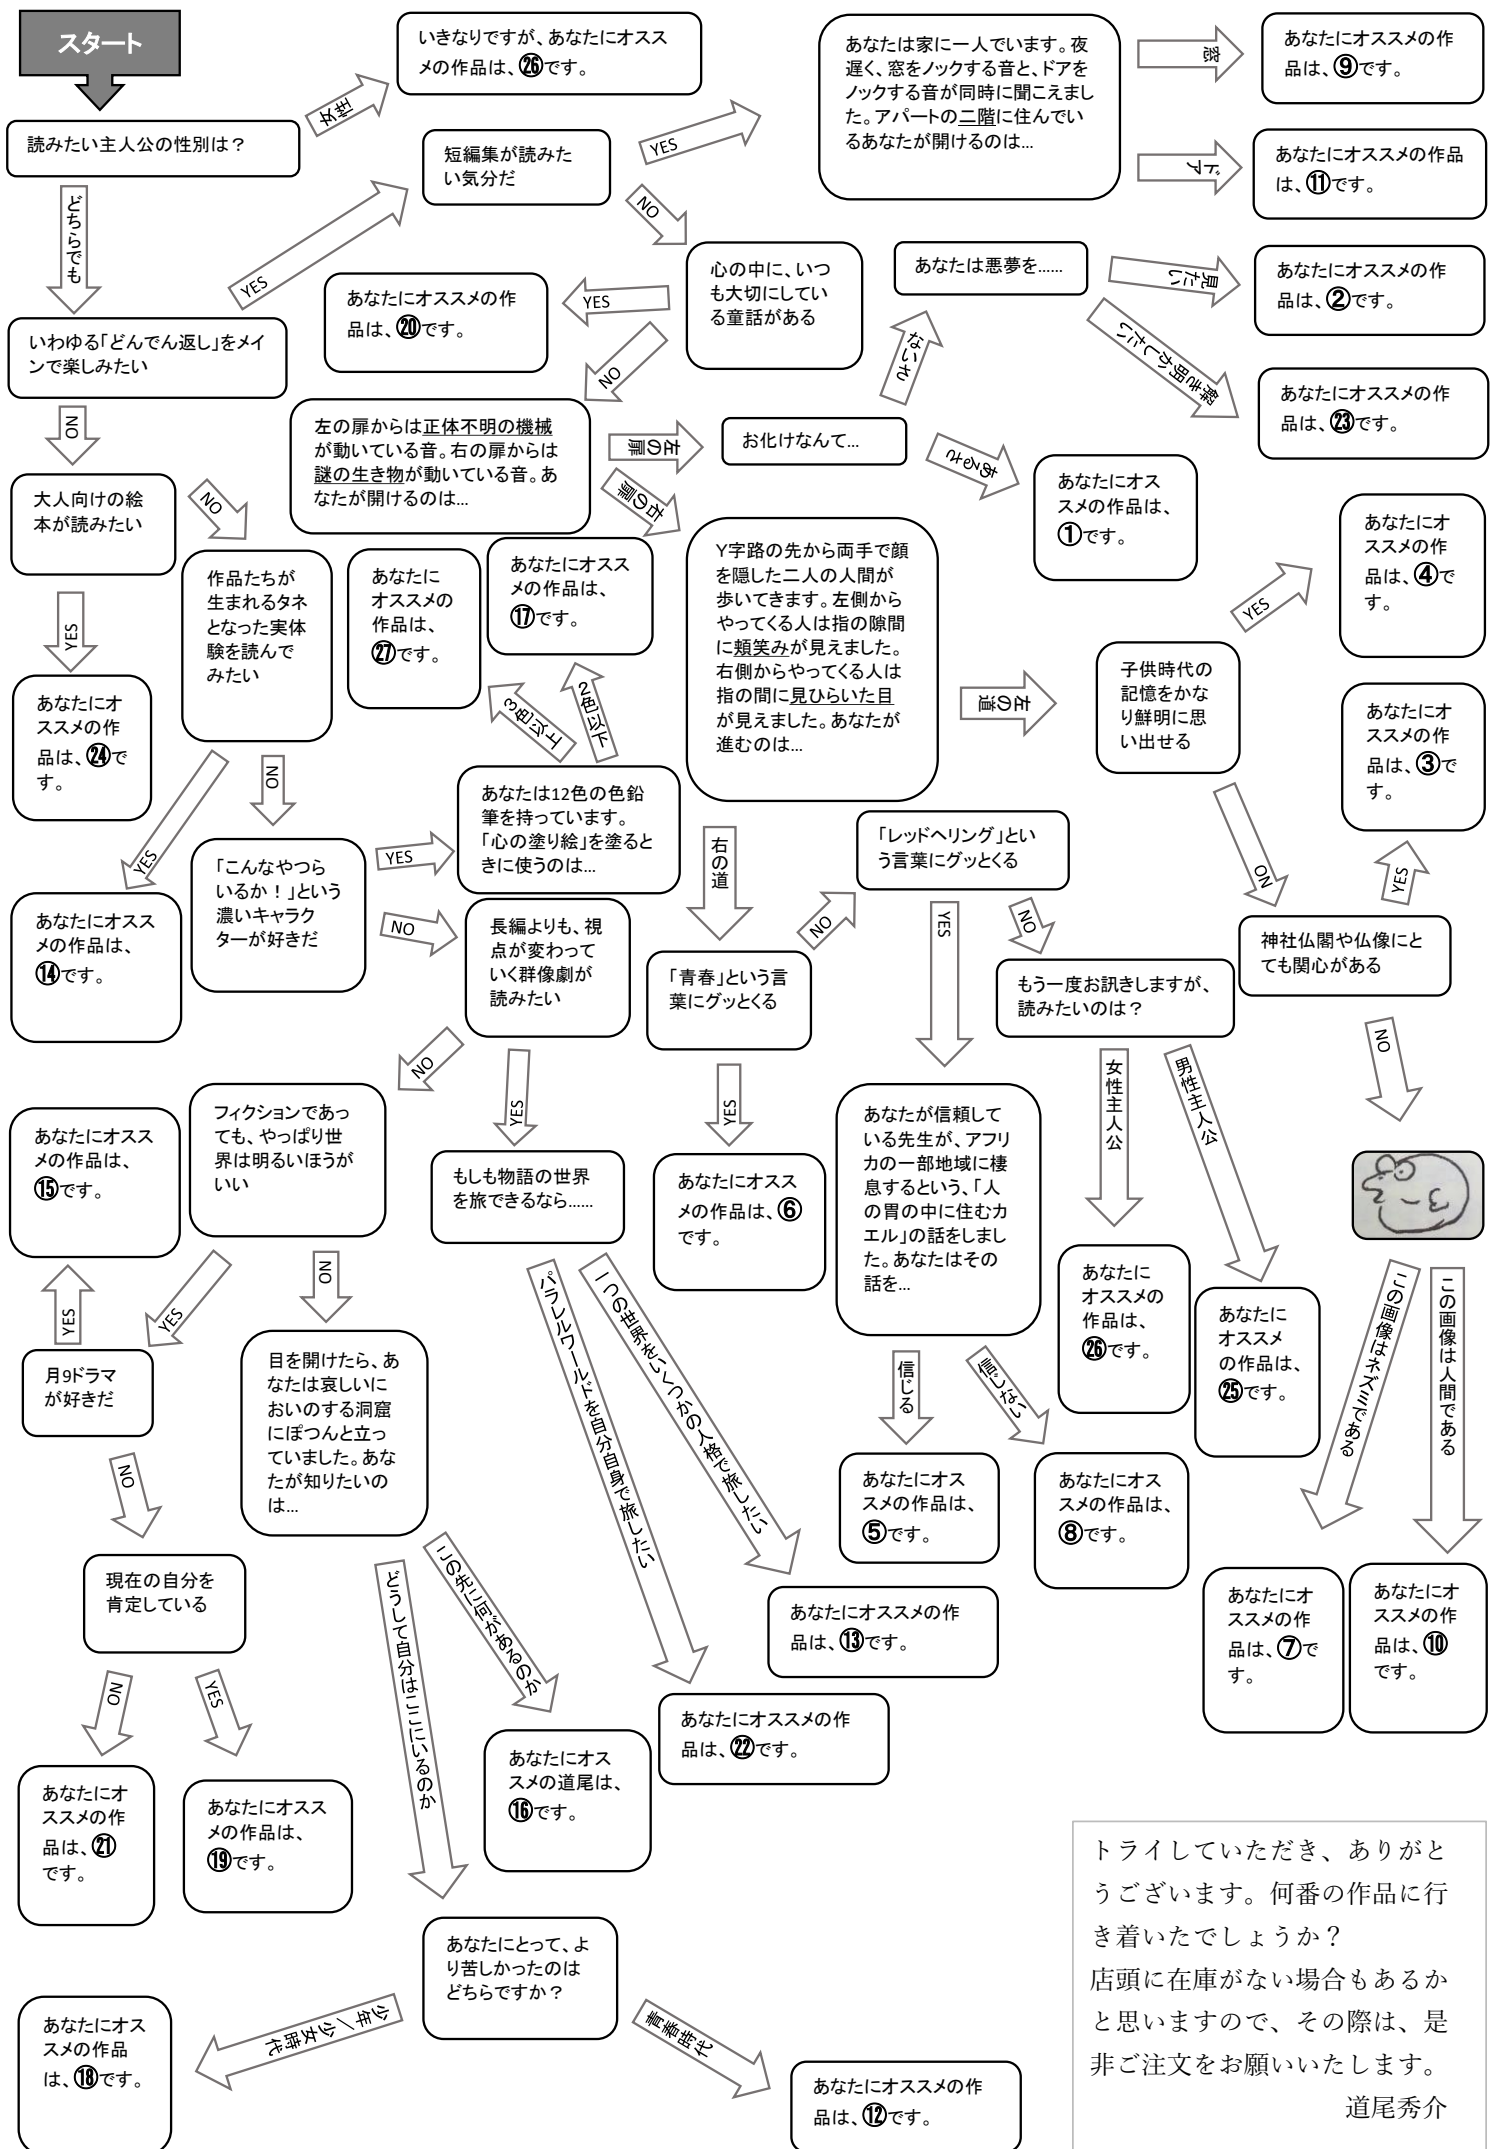 スタート
読みたい主人公の性別は？
女性
いきなりですが、あなたにオスス
メの作品は、㉖です。
どちらでも
いわゆる「どんでん返し」をメイ
ンで楽しみたい
YES
短編集が読みた
い気分だ
YES
あなたは家に一人でいます。夜
遅く、窓をノックする音と、ドアを
ノックする音が同時に聞こえまし
た。アパートの二階に住んでい
るあなたが開けるのは…
窓
あなたにオススメの作
品は、⑨です。
ドア
あなたにオススメの作品
は、⑪です。
NO
心の中に、いつ
も大切にしてい
る童話がある
YES
あなたにオススメの作
品は、⑳です。
NO
左の扉からは正体不明の機械
が動いている音。右の扉からは
謎の生き物が動いている音。あ
なたが開けるのは…
左の扉
お化けなんて…
ないさ
あなたは悪夢を……
見たい
あなたにオススメの作
品は、②です。
解き明かしたい
あなたにオススメの作
品は、㉓です。
あるさ
あなたにオス
スメの作品は、
①です。
右の扉
Y字路の先から両手で顔
を隠した二人の人間が
歩いてきます。左側から
やってくる人は指の隙間
に頬笑みが見えました。
右側からやってくる人は
指の間に見ひらいた目
が見えました。あなたが
進むのは…
左の道
子供時代の
記憶をかな
り鮮明に思
い出せる
YES
あなたにオ
ススメの作
品は、④で
す。
NO
神社仏閣や仏像にと
ても関心がある
YES
あなたにオ
ススメの作
品は、③で
す。
NO
この画像はネズミである
あなたにオ
ススメの作
品は、⑦で
す。
この画像は人間である
あなたにオ
ススメの作
品は、⑩
です。
右の道
「青春」という言
葉にグッとくる
YES
あなたにオスス
メの作品は、⑥
です。
NO
「レッドヘリング」とい
う言葉にグッとくる
YES
あなたが信頼して
いる先生が、アフリ
カの一部地域に棲
息するという、「人
の胃の中に住むカ
エル」の話をしまし
た。あなたはその
話を…
信じる
あなたにオス
スメの作品は、
⑤です。
信じない
あなたにオス
スメの作品は、
⑧です。
NO
もう一度お訊きしますが、
読みたいのは？
女性主人公
あなたに
オススメの
作品は、
㉖です。
男性主人公
あなたに
オススメ
の作品は、
㉕です。
NO
大人向けの絵
本が読みたい
YES
あなたにオ
ススメの作
品は、㉔で
す。
NO
作品たちが
生まれるタネ
となった実体
験を読んで
みたい
YES
あなたにオスス
メの作品は、
⑭です。
NO
「こんなやつら
いるか！」という
濃いキャラク
ターが好きだ
YES
あなたは12色の色鉛
筆を持っています。
「心の塗り絵」を塗ると
きに使うのは…
3色以上
あなたに
オススメの
作品は、
㉗です。
2色以下
あなたにオスス
メの作品は、
⑰です。
NO
長編よりも、視
点が変わって
いく群像劇が
読みたい
YES
もしも物語の世界
を旅できるなら……
パラレルワールドを自分自身で旅したい
あなたにオススメの作
品は、㉒です。
一つの世界をいくつかの人格で旅したい
あなたにオススメの作
品は、⑬です。
NO
フィクションであっ
ても、やっぱり世
界は明るいほうが
いい
YES
月9ドラマ
が好きだ
YES
あなたにオスス
メの作品は、
⑮です。
NO
現在の自分を
肯定している
NO
あなたにオ
ススメの作
品は、㉑
です。
YES
あなたにオスス
メの作品は、
⑲です。
NO
目を開けたら、あ
なたは哀しいに
おいのする洞窟
にぽつんと立っ
ていました。あな
たが知りたいの
は…
この先に何があるのか
あなたにオス
スメの道尾は、
⑯です。
どうして自分はここにいるのか
あなたにとって、よ
り苦しかったのは
どちらですか？
少年／少女時代
あなたにオス
スメの作品
は、⑱です。
青春時代
あなたにオススメの作
品は、⑫です。
トライしていただき、ありがと
うございます。何番の作品に行
き着いたでしょうか？
店頭に在庫がない場合もあるか
と思いますので、その際は、是
非ご注文をお願いいたします。
道尾秀介